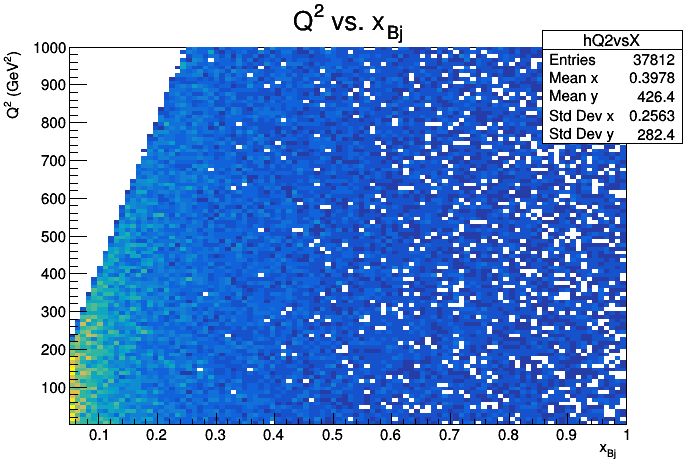 Q² vs. x_Bj
hQ2vsX
Entries 37812
Mean x 0.3978
Mean y 426.4
Std Dev x 0.2563
Std Dev y 282.4
Q² (GeV²)
1000
900
800
700
600
500
400
300
200
100
0.1 0.2 0.3 0.4 0.5 0.6 0.7 0.8 0.9 1
x_Bj